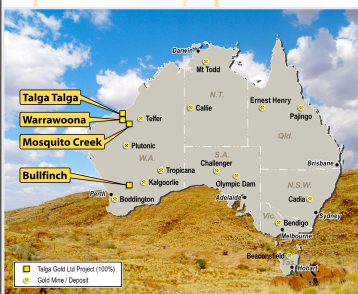 Darwin
Mt Todd
N.T.
Talga Talga
Warrawoona
Mosquito Creek
Telfer
Callie
Ernest Henry
Pajingo
Qld.
Plutonic
W.A.
S.A.
Challenger
Brisbane
Bullfinch
Tropicana
Kalgoorlie
Olympic Dam
N.S.W.
Perth
Boddington
Adelaide
Cadia
Sydney
Vic.
Bendigo
Melbourne
Beaconsfield
Tas
Hobart
Talga Gold Ltd Project (100%)
Gold Mine / Deposit